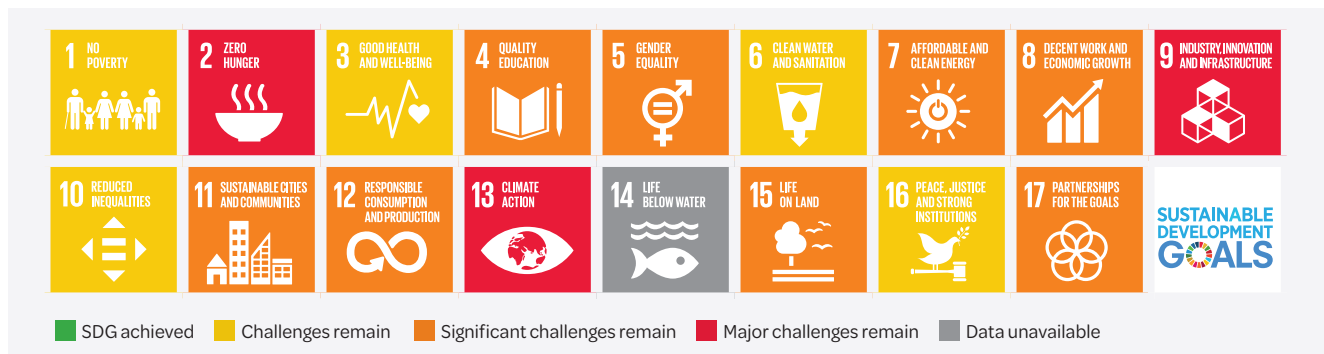 1 NO
POVERTY
2 ZERO
HUNGER
3 GOOD HEALTH
AND WELL-BEING
4 QUALITY
EDUCATION
5 GENDER
EQUALITY
6 CLEAN WATER
AND SANITATION
7 AFFORDABLE AND
CLEAN ENERGY
8 DECENT WORK AND
ECONOMIC GROWTH
9 INDUSTRY, INNOVATION
AND INFRASTRUCTURE
10 REDUCED
INEQUALITIES
11 SUSTAINABLE CITIES
AND COMMUNITIES
12 RESPONSIBLE
CONSUMPTION
AND PRODUCTION
13 CLIMATE
ACTION
14 LIFE
BELOW WATER
15 LIFE
ON LAND
16 PEACE, JUSTICE
AND STRONG
INSTITUTIONS
17 PARTNERSHIPS
FOR THE GOALS
SUSTAINABLE
DEVELOPMENT
GOALS
SDG achieved
Challenges remain
Significant challenges remain
Major challenges remain
Data unavailable